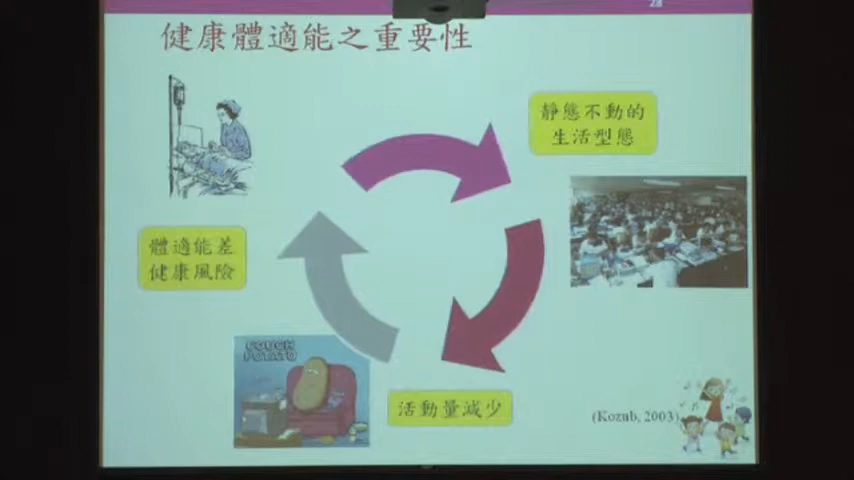 28
健康體適能之重要性
靜態不動的
生活型態
體適能差
健康風險
COUCH
POTATO
活動量減少
(Kozub, 2003)